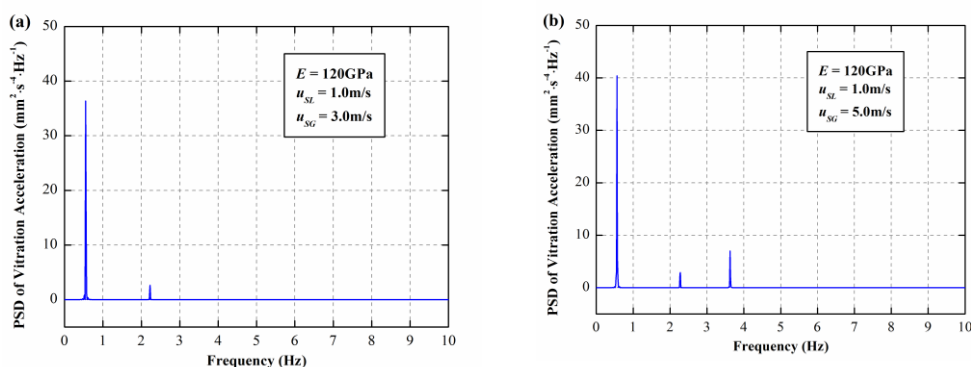 (a)
PSD of Vitration Acceleration (mm²·s⁻⁴·Hz⁻¹)
50
40
30
20
10
0
E = 120GPa
u_SL = 1.0m/s
u_SG = 3.0m/s
0 1 2 3 4 5 6 7 8 9 10
Frequency (Hz)
(b)
PSD of Vitration Acceleration (mm²·s⁻⁴·Hz⁻¹)
50
40
30
20
10
0
E = 120GPa
u_SL = 1.0m/s
u_SG = 5.0m/s
0 1 2 3 4 5 6 7 8 9 10
Frequency (Hz)